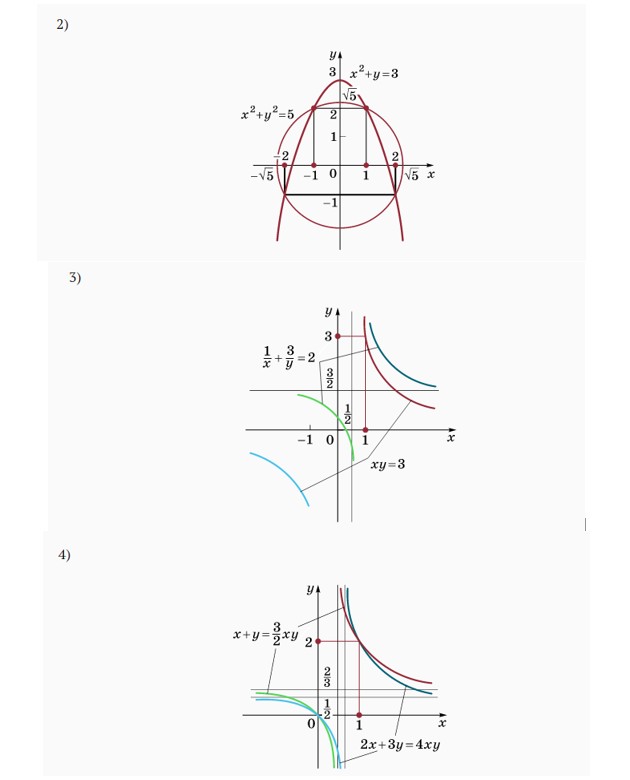 2)
y
3 x²+y=3
√5
x²+y²=5 2
1
-2 2
-√5 -1 0 1 √5 x
-1
3)
y
3
1/x + 3/y = 2
3/2
1/2
-1 0 1 x
xy=3
4)
y
x+y=3/2xy 2
2/3
1/2
0 1 x
2x+3y=4xy